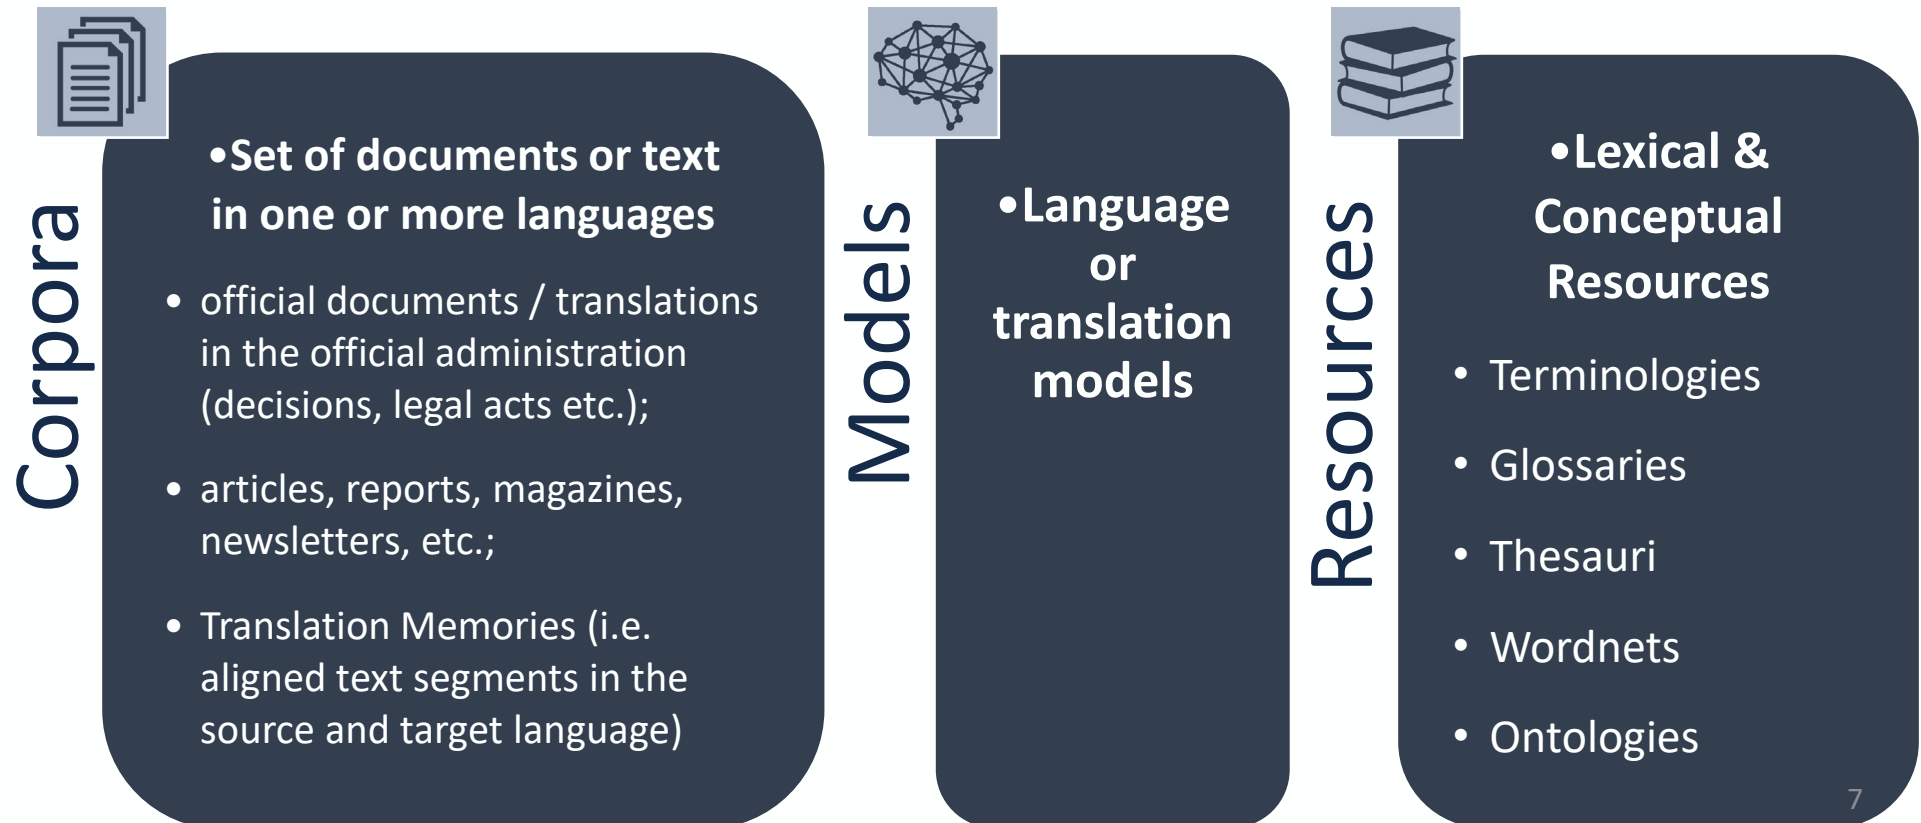 Corpora
•Set of documents or text
in one or more languages
• official documents / translations
in the official administration
(decisions, legal acts etc.);
• articles, reports, magazines,
newsletters, etc.;
• Translation Memories (i.e.
aligned text segments in the
source and target language)
Models
•Language
or
translation
models
Resources
•Lexical &
Conceptual
Resources
• Terminologies
• Glossaries
• Thesauri
• Wordnets
• Ontologies
7